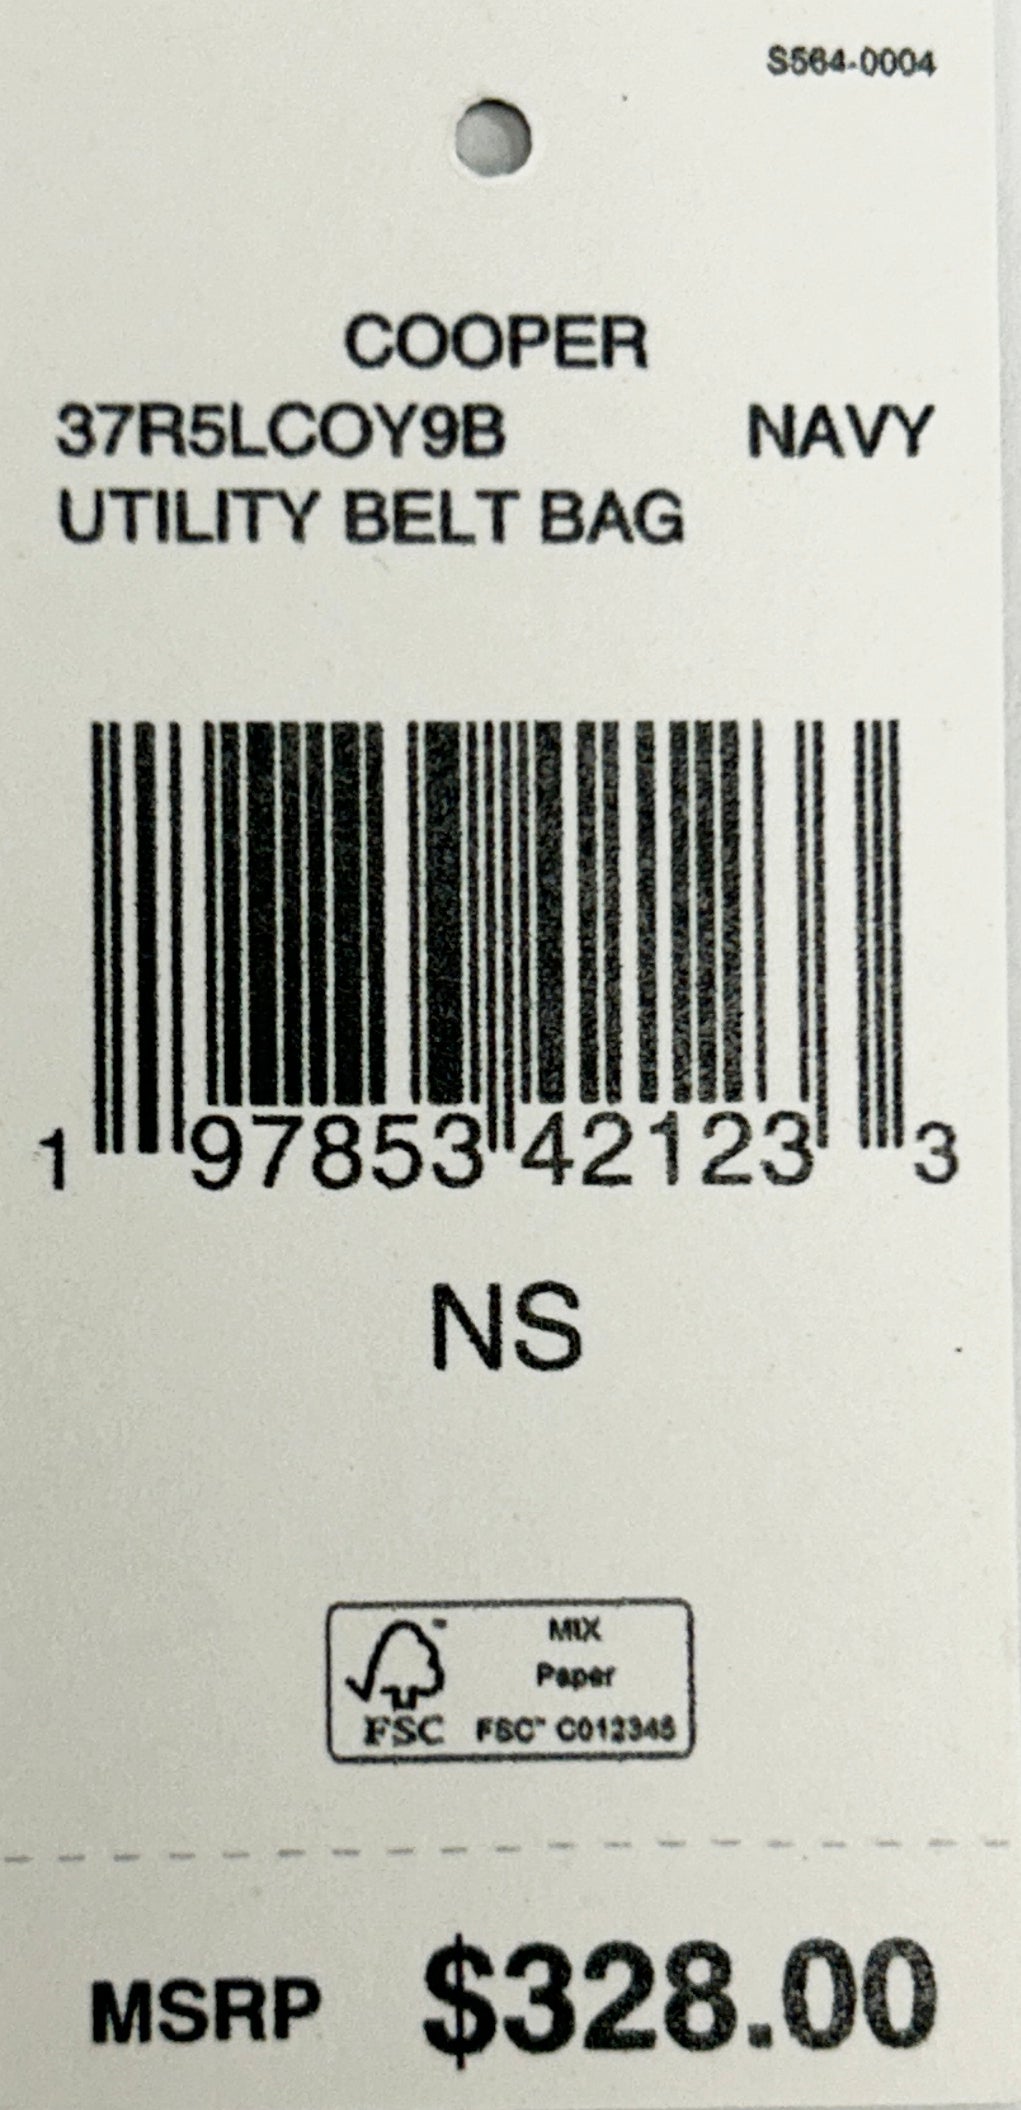 S564-0004
COOPER
37R5LCOY9B NAVY
UTILITY BELT BAG
1 97853 42123 3
NS
MIX
Paper
FSC FSC™ C012345
MSRP $328.00